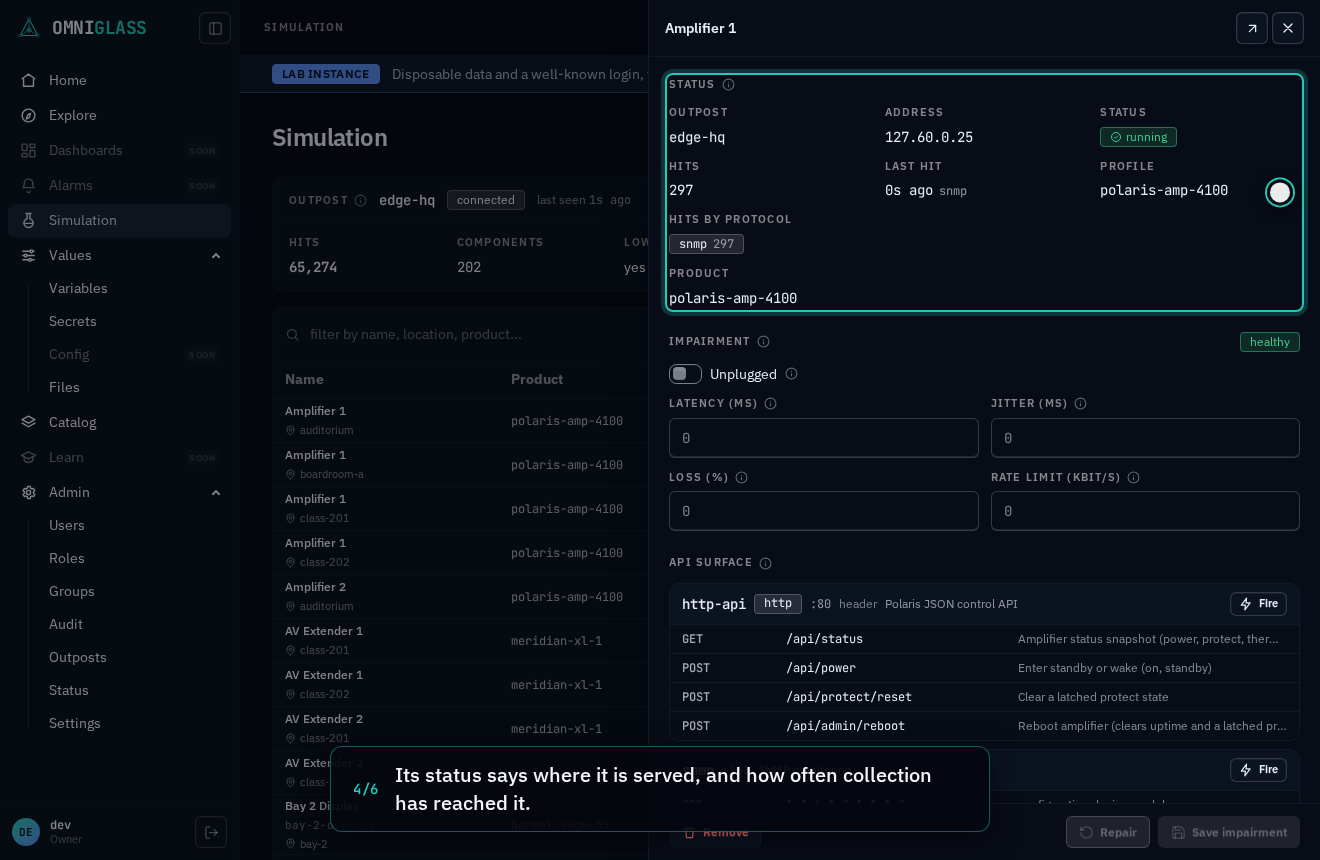 OMNIGLASS
SIMULATION
Amplifier 1
LAB INSTANCE Disposable data and a well-known login,
Home
Explore
Dashboards SOON
Alarms SOON
Simulation
Values
Variables
Secrets
Config SOON
Files
Catalog
Learn SOON
Admin
Users
Roles
Groups
Audit
Outposts
Status
Settings
DE dev
Owner
Simulation
OUTPOST edge-hq connected last seen 1s ago
HITS COMPONENTS LOW
65,274 202 yes
filter by name, location, product...
Name Product
Amplifier 1
auditorium
polaris-amp-4100
Amplifier 1
boardroom-a
polaris-amp-4100
Amplifier 1
class-201
polaris-amp-4100
Amplifier 1
class-202
polaris-amp-4100
Amplifier 2
auditorium
polaris-amp-4100
AV Extender 1
class-201
meridian-xl-1
AV Extender 1
class-202
meridian-xl-1
AV Extender 2
class-201
meridian-xl-1
Bay 2
bay-2
STATUS
OUTPOST ADDRESS STATUS
edge-hq 127.60.0.25 running
HITS LAST HIT PROFILE
297 0s ago snmp polaris-amp-4100
HITS BY PROTOCOL
snmp 297
PRODUCT
polaris-amp-4100
IMPAIRMENT healthy
Unplugged
LATENCY (MS) JITTER (MS)
0 0
LOSS (%) RATE LIMIT (KBIT/S)
0 0
API SURFACE
http-api http :80 header Polaris JSON control API Fire
GET /api/status Amplifier status snapshot (power, protect, ther…
POST /api/power Enter standby or wake (on, standby)
POST /api/protect/reset Clear a latched protect state
POST /api/admin/reboot Reboot amplifier (clears uptime and a latched pr…
Fire
4/6 Its status says where it is served, and how often collection
has reached it.
Remove Repair Save impairment